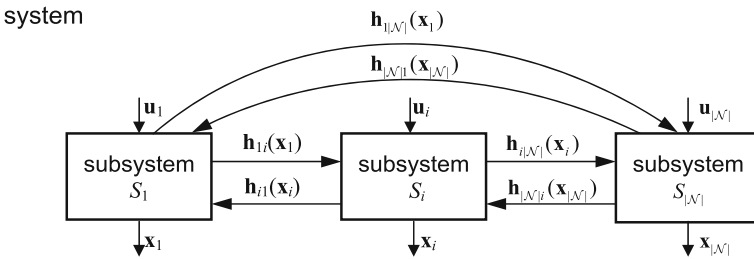 system
h₁|𝒩|(x₁)
h|𝒩|1(x|𝒩|)
u₁
uᵢ
u|𝒩|
subsystem
S₁
h₁ᵢ(x₁)
hᵢ₁(xᵢ)
subsystem
Sᵢ
hᵢ|𝒩|(xᵢ)
h|𝒩|ᵢ(x|𝒩|)
subsystem
S|𝒩|
x₁
xᵢ
x|𝒩|